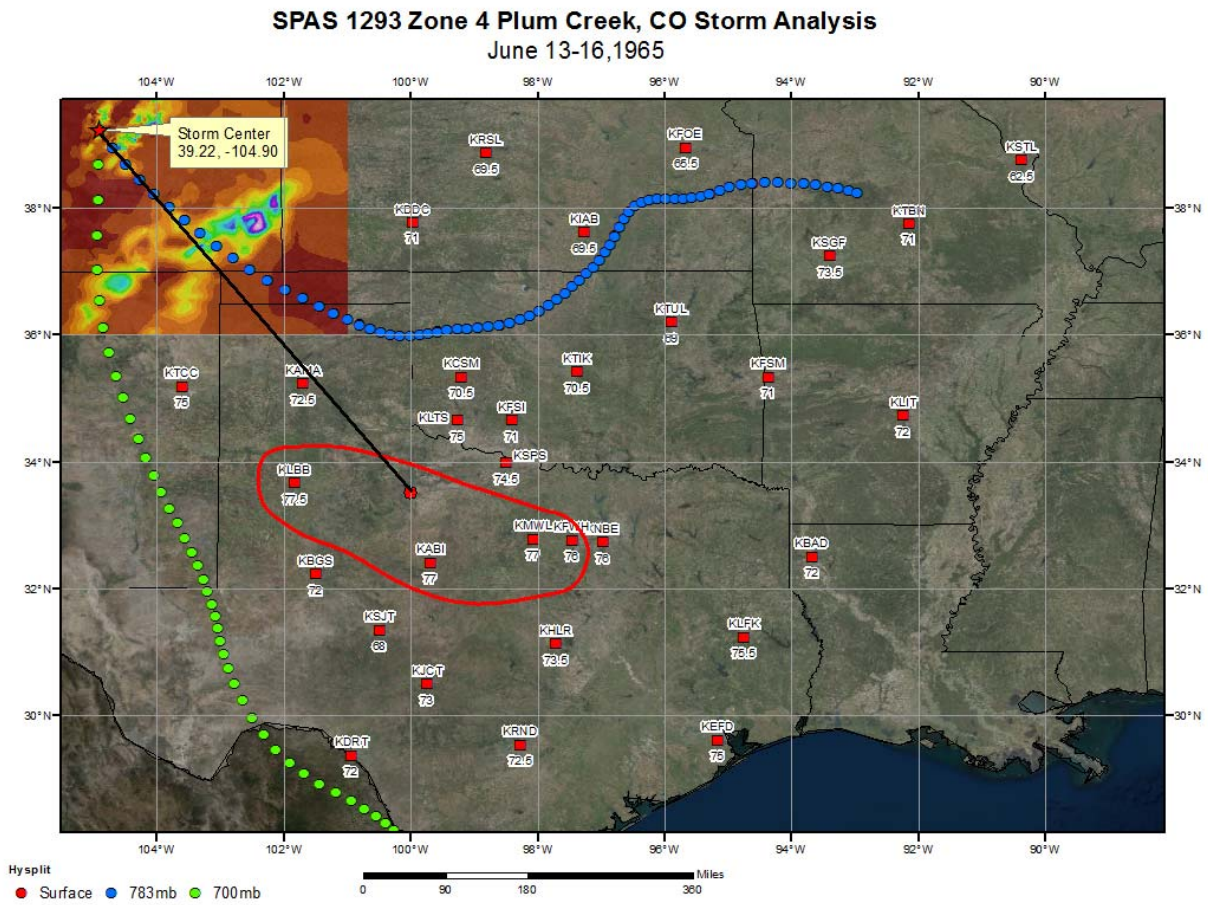 SPAS 1293 Zone 4 Plum Creek, CO Storm Analysis
June 13-16,1965
104°W 102°W 100°W 98°W 96°W 94°W 92°W 90°W
Storm Center
39.22, -104.90
KRSL
69.5
KFOE
65.5
KSTL
62.5
38°N 38°N
KDDC
71
KIAB
69.5
KTBN
71
KSGF
73.5
KTUL
69
36°N 36°N
KTCC
75
KAMA
72.5
KCSM
70.5
KTIK
70.5
KFSM
71
KLTS
75
KFSI
71
KLIT
72
34°N 34°N
KSPS
74.5
KLBB
77.5
KMWL
77
KFWH
76
KNBE
76
KBAD
72
KABI
77
KBGS
72
32°N 32°N
KSJT
68
KHLR
73.5
KLFK
75.5
KJCT
73
30°N 30°N
KDRT
72
KRND
72.5
KEFD
75
104°W 102°W 100°W 98°W 96°W 94°W 92°W 90°W
Hysplit
Surface 783mb 700mb
Miles
0 90 180 360